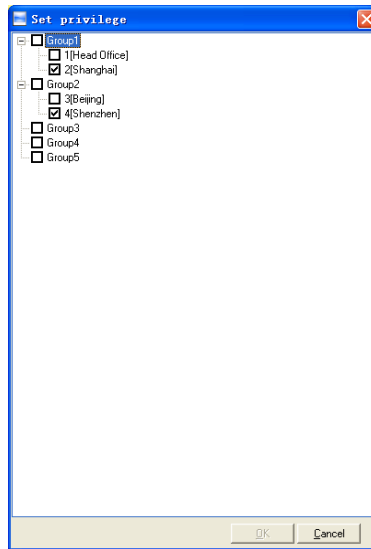 Set privilege
Group1
1[Head Office]
2[Shanghai]
Group2
3[Beijing]
4[Shenzhen]
Group3
Group4
Group5
OK Cancel